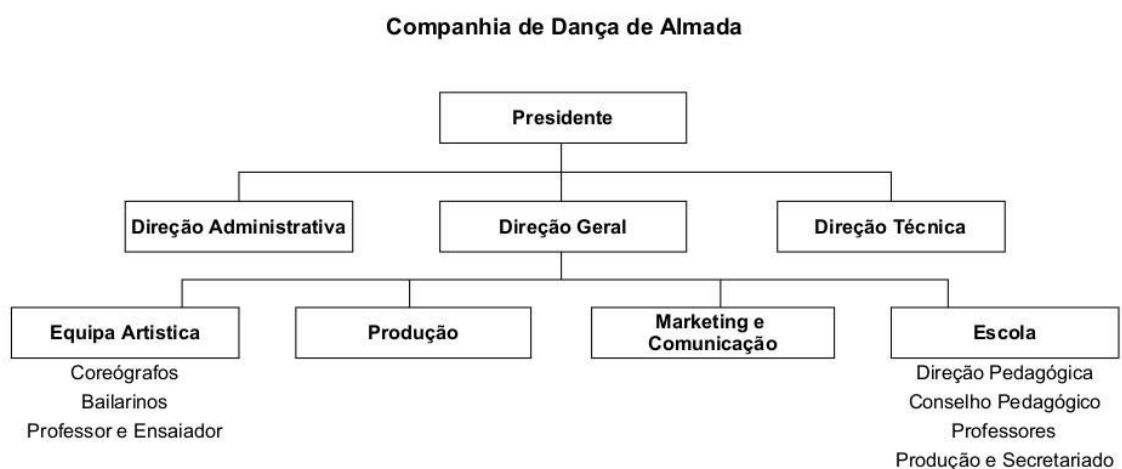 Companhia de Dança de Almada
Presidente
Direção Administrativa
Direção Geral
Direção Técnica
Equipa Artistica
Produção
Marketing e
Comunicação
Escola
Coreógrafos
Bailarinos
Professor e Ensaiador
Direção Pedagógica
Conselho Pedagógico
Professores
Produção e Secretariado